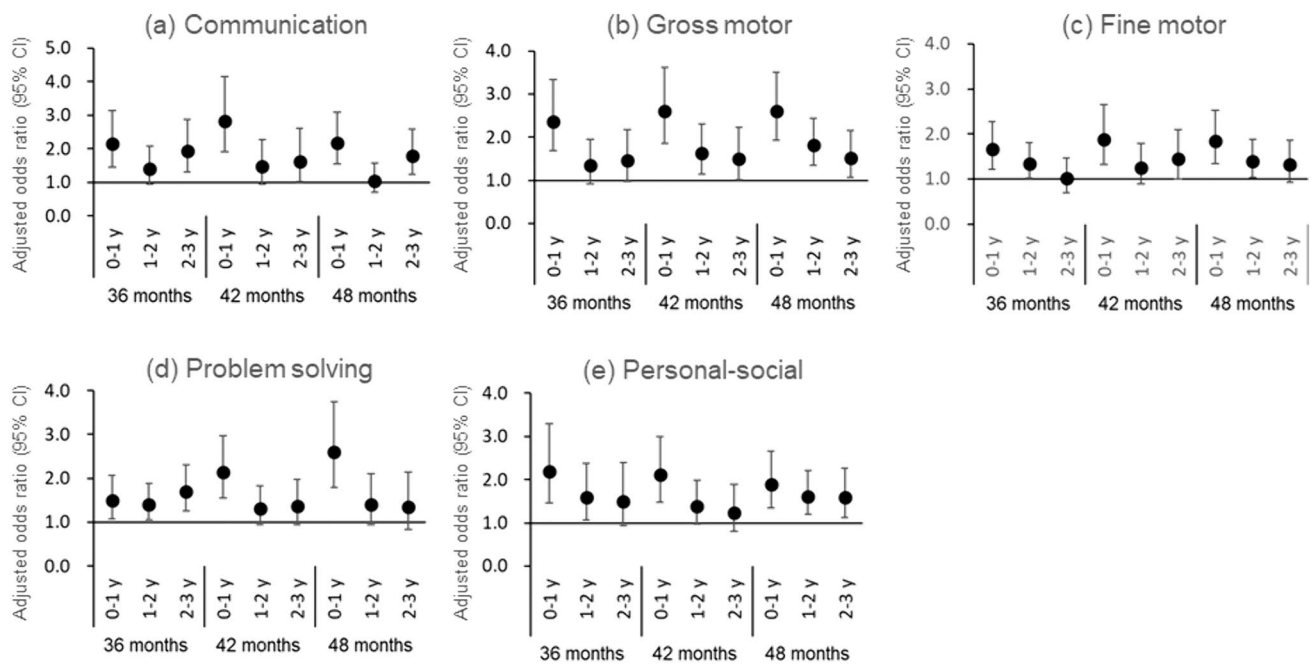 (a) Communication
Adjusted odds ratio (95% CI)
5.0
4.0
3.0
2.0
1.0
0.0
0-1 y
1-2 y
2-3 y
0-1 y
1-2 y
2-3 y
0-1 y
1-2 y
2-3 y
36 months
42 months
48 months
(b) Gross motor
Adjusted odds ratio (95% CI)
4.0
3.0
2.0
1.0
0.0
0-1 y
1-2 y
2-3 y
0-1 y
1-2 y
2-3 y
0-1 y
1-2 y
2-3 y
36 months
42 months
48 months
(c) Fine motor
Adjusted odd ratio (95% CI)
4.0
3.0
2.0
1.0
0.0
0-1 y
1-2 y
2-3 y
0-1 y
1-2 y
2-3 y
0-1 y
1-2 y
2-3 y
36 months
42 months
48 months
(d) Problem solving
Adjusted odds ratio (95% CI)
4.0
3.0
2.0
1.0
0.0
0-1 y
1-2 y
2-3 y
0-1 y
1-2 y
2-3 y
0-1 y
1-2 y
2-3 y
36 months
42 months
48 months
(e) Personal-social
Adjusted odds ratio (95% CI)
4.0
3.0
2.0
1.0
0.0
0-1 y
1-2 y
2-3 y
0-1 y
1-2 y
2-3 y
0-1 y
1-2 y
2-3 y
36 months
42 months
48 months